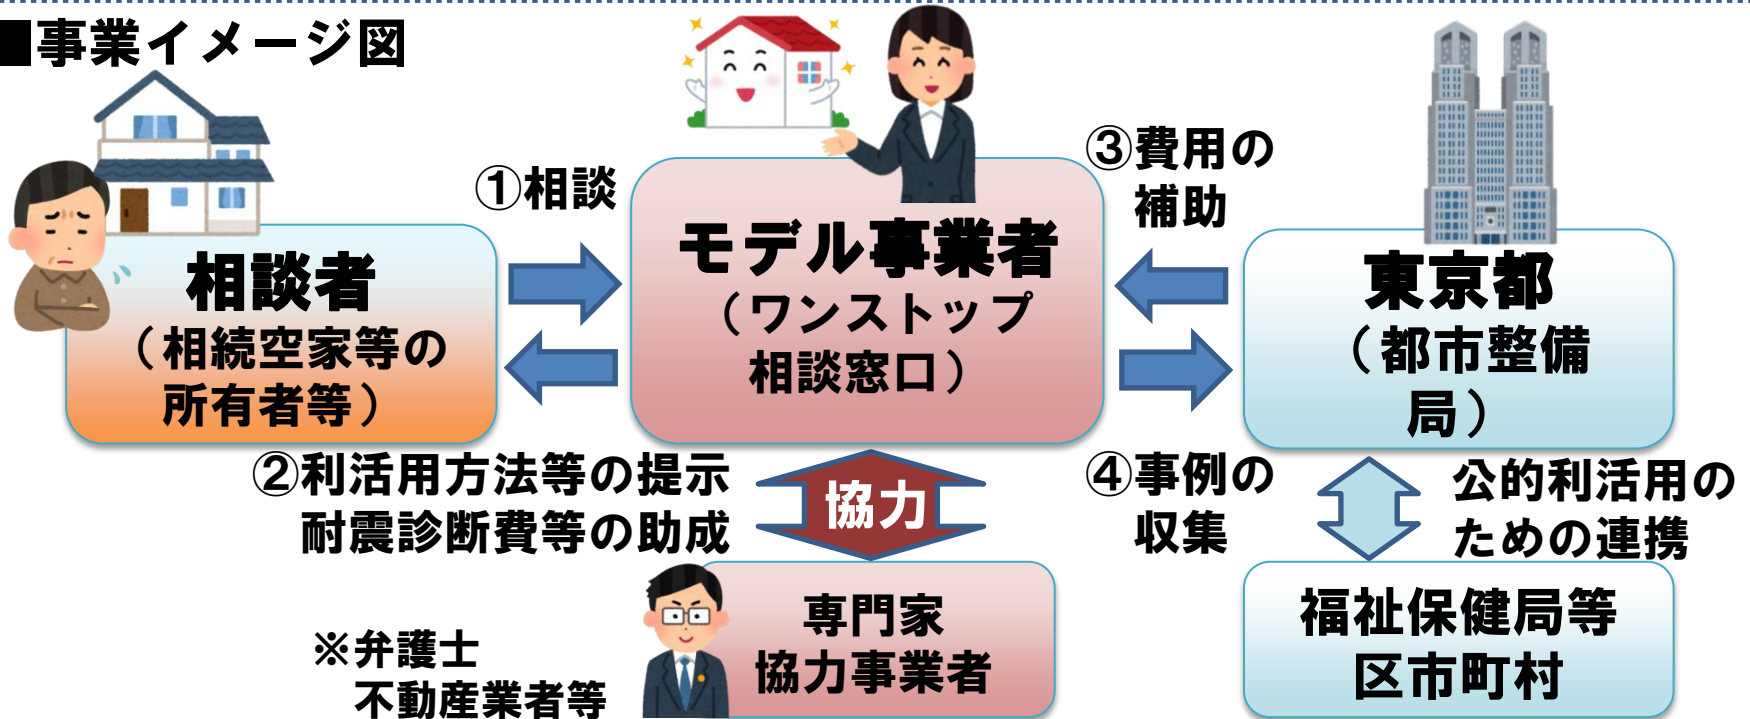 ■事業イメージ図
①相談
相談者
（相続空家等の
所有者等）
モデル事業者
（ワンストップ
相談窓口）
③費用の
補助
東京都
（都市整備
局）
②利活用方法等の提示
耐震診断費等の助成
協力
④事例の
収集
公的利活用の
ための連携
※弁護士
不動産業者等
専門家
協力事業者
福祉保健局等
区市町村